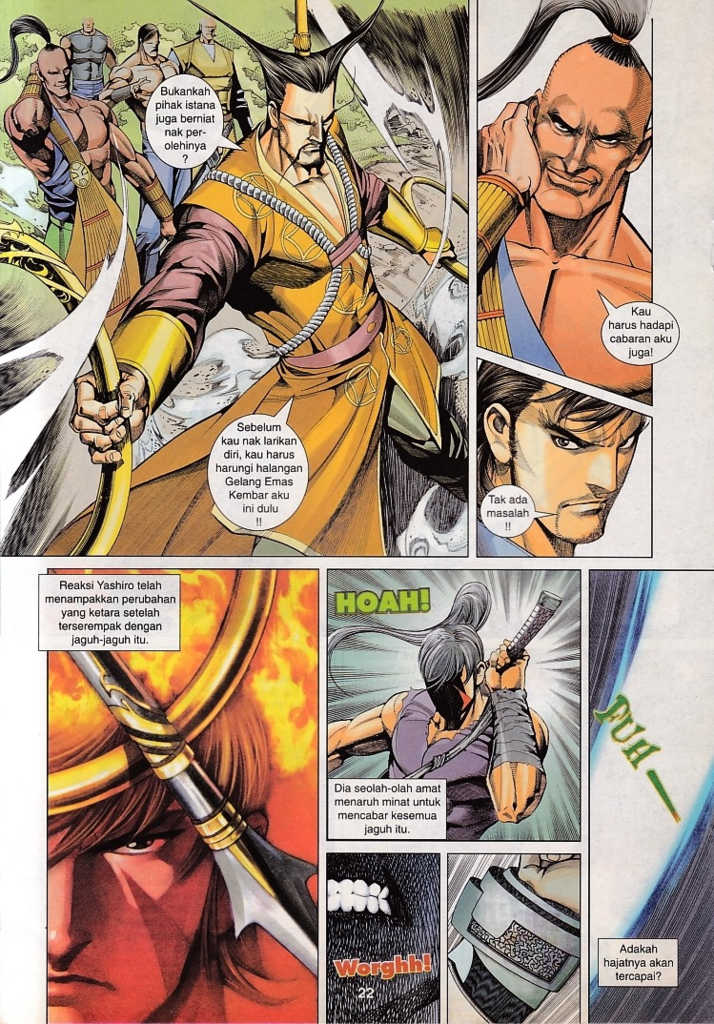 Bukankah
pihak istana
juga berniat
nak per-
olehinya
?
Kau
harus hadapi
cabaran aku
juga!
Sebelum
kau nak larikan
diri, kau harus
harungi halangan
Gelang Emas
Kembar aku
ini dulu
!!
Tak ada
masalah
!!
Reaksi Yashiro telah
menampakkan perubahan
yang ketara setelah
terserempak dengan
jaguh-jaguh itu.
HOAH!
Dia seolah-olah amat
menaruh minat untuk
mencabar kesemua
jaguh itu.
FUH
Worghh!
Adakah
hajatnya akan
tercapai?
22